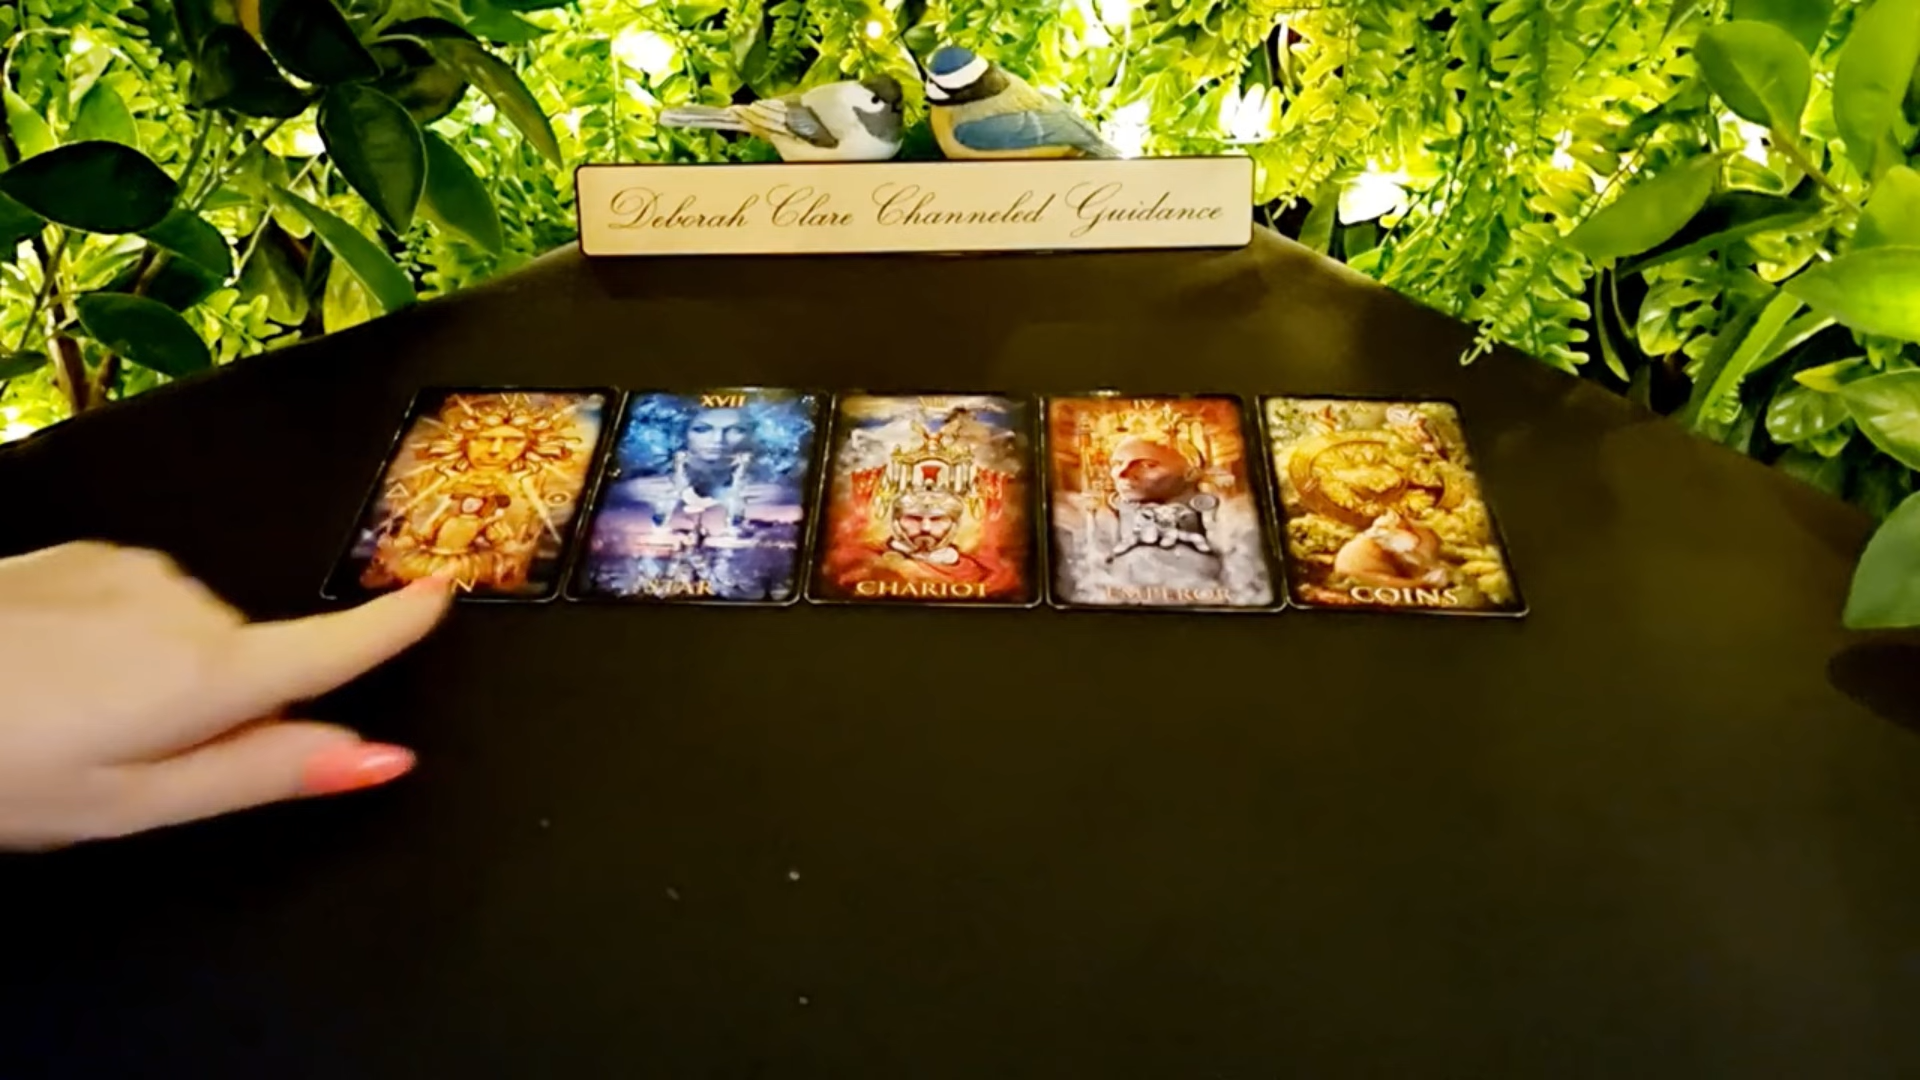 Deborah Clare Channeled Guidance
XVII
IV
STAR
CHARIOT
EMPEROR
COINS